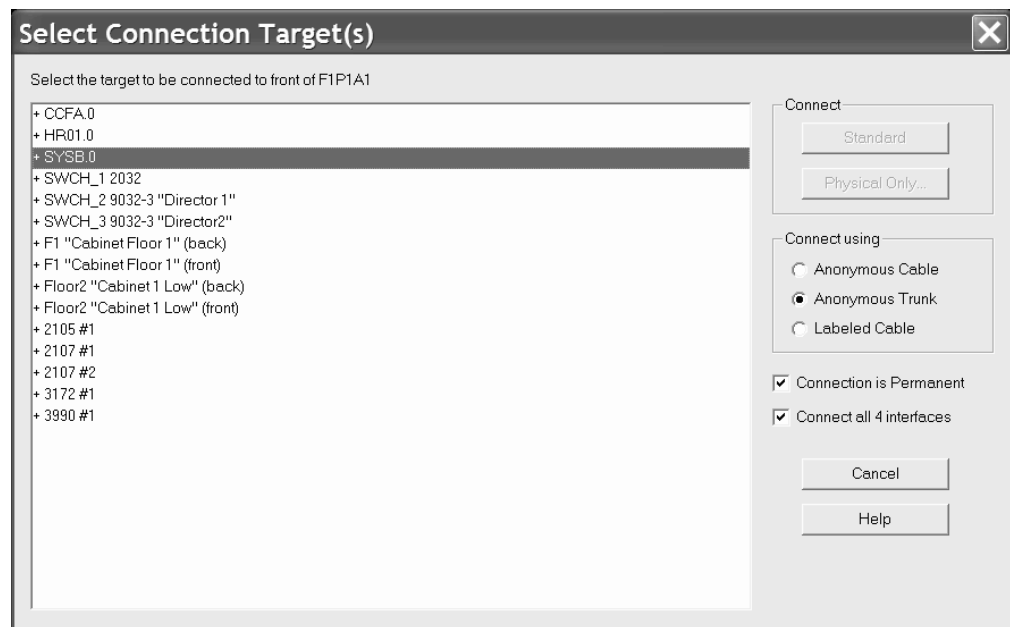 Select Connection Target(s)
Select the target to be connected to front of F1P1A1
+ CCFA.0
+ HR01.0
+ SYSB.0
+ SWCH_1 2032
+ SWCH_2 9032-3 "Director 1"
+ SWCH_3 9032-3 "Director2"
+ F1 "Cabinet Floor 1" (back)
+ F1 "Cabinet Floor 1" (front)
+ Floor2 "Cabinet 1 Low" (back)
+ Floor2 "Cabinet 1 Low" (front)
+ 2105 #1
+ 2107 #1
+ 2107 #2
+ 3172 #1
+ 3990 #1
Connect
Standard
Physical Only...
Connect using
Anonymous Cable
Anonymous Trunk
Labeled Cable
Connection is Permanent
Connect all 4 interfaces
Cancel
Help